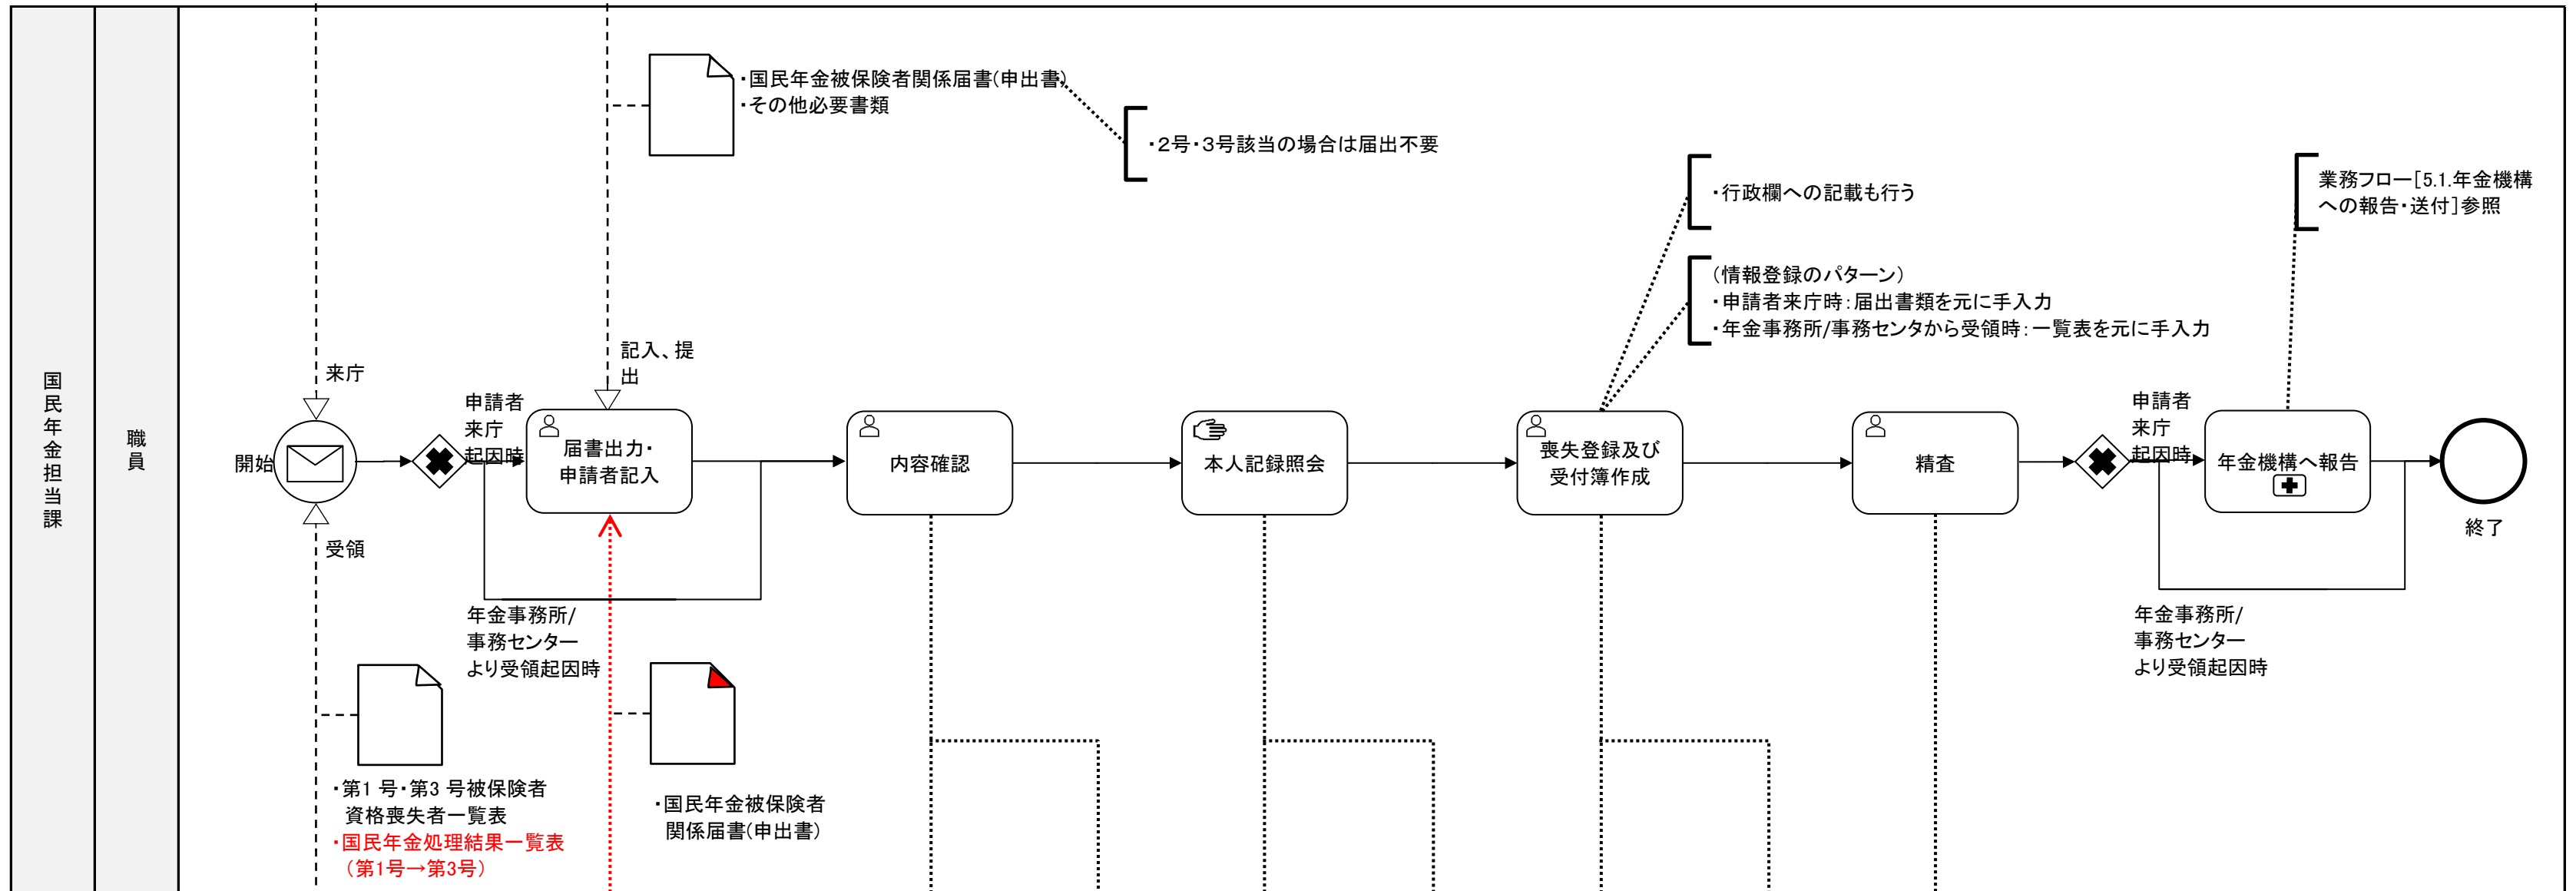 国民年金担当課
職員
・国民年金被保険者関係届書(申出書)
・その他必要書類
・2号・3号該当の場合は届出不要
・行政欄への記載も行う
(情報登録のパターン)
・申請者来庁時:届出書類を元に手入力
・年金事務所/事務センタから受領時:一覧表を元に手入力
業務フロー[5.1.年金機構
への報告・送付]参照
来庁
記入、提
出
開始
受領
申請者
来庁
起因時
届書出力・
申請者記入
内容確認
本人記録照会
喪失登録及び
受付簿作成
精査
申請者
来庁
起因時
年金機構へ報告
終了
年金事務所/
事務センター
より受領起因時
年金事務所/
事務センター
より受領起因時
・第1 号・第3 号被保険者
資格喪失者一覧表
・国民年金処理結果一覧表
(第1号→第3号)
・国民年金被保険者
関係届書(申出書)